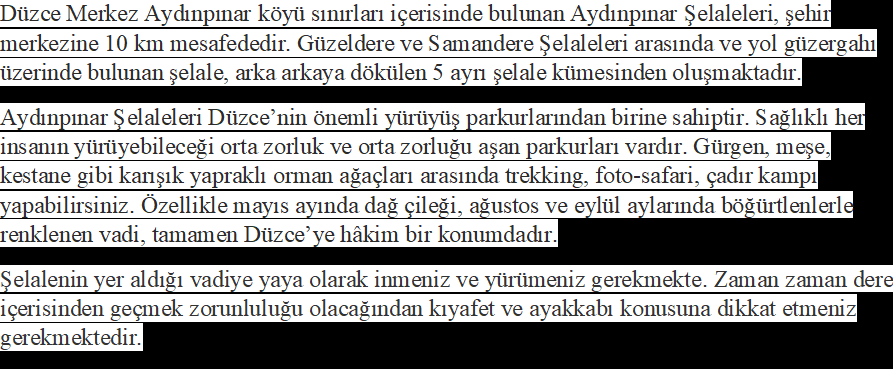 Düzce Merkez Aydınpınar köyü sınırları içerisinde bulunan Aydınpınar Şelaleleri, şehir
merkezine 10 km mesafededir. Güzeldere ve Samandere Şelaleleri arasında ve yol güzergahı
üzerinde bulunan şelale, arka arkaya dökülen 5 ayrı şelale kümesinden oluşmaktadır.
Aydınpınar Şelaleleri Düzce’nin önemli yürüyüş parkurlarından birine sahiptir. Sağlıklı her
insanın yürüyebileceği orta zorluk ve orta zorluğu aşan parkurları vardır. Gürgen, meşe,
kestane gibi karışık yapraklı orman ağaçları arasında trekking, foto-safari, çadır kampı
yapabilirsiniz. Özellikle mayıs ayında dağ çileği, ağustos ve eylül aylarında böğürtlenlerle
renklenen vadi, tamamen Düzce’ye hâkim bir konumdadır.
Şelalenin yer aldığı vadiye yaya olarak inmeniz ve yürümeniz gerekmekte. Zaman zaman dere
içerisinden geçmek zorunluluğu olacağından kıyafet ve ayakkabı konusuna dikkat etmeniz
gerekmektedir.